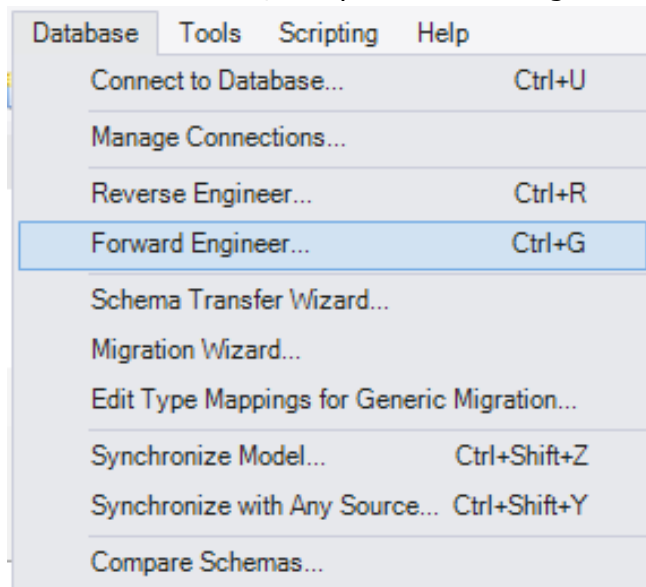 Database Tools Scripting Help
Connect to Database... Ctrl+U
Manage Connections...
Reverse Engineer... Ctrl+R
Forward Engineer... Ctrl+G
Schema Transfer Wizard...
Migration Wizard...
Edit Type Mappings for Generic Migration...
Synchronize Model... Ctrl+Shift+Z
Synchronize with Any Source... Ctrl+Shift+Y
Compare Schemas...